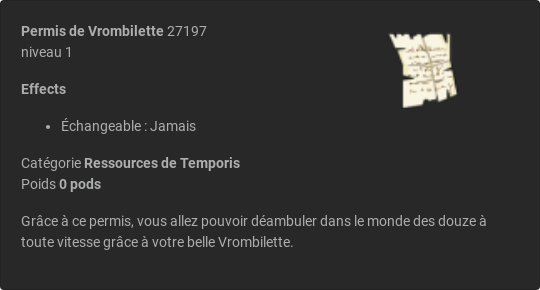 Permis de Vrombilette 27197
niveau 1
Effects
• Échangeable : Jamais
Catégorie Ressources de Temporis
Poids 0 pods
Grâce à ce permis, vous allez pouvoir déambuler dans le monde des douze à
toute vitesse grâce à votre belle Vrombilette.